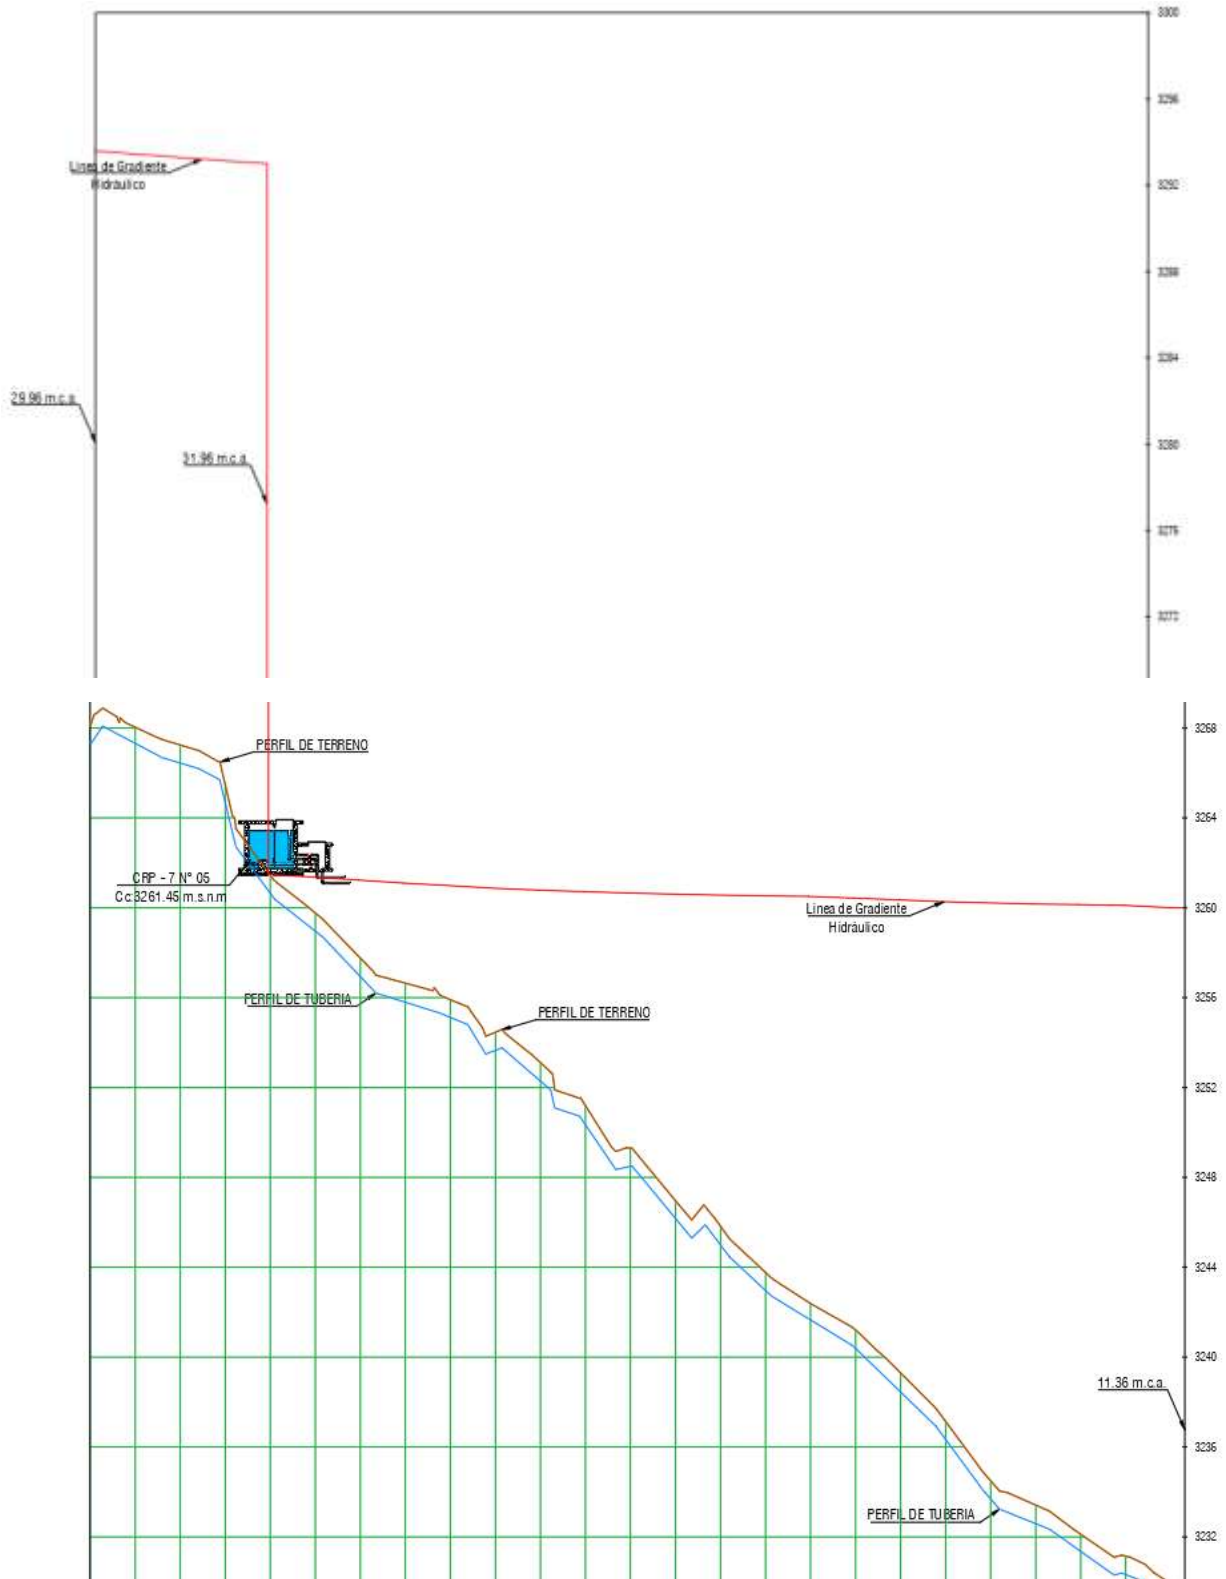 3300
3296
Linea de Gradiente
Hidráulico
3292
3288
3284
29.96 m.c.a.
3280
31.96 m.c.a.
3276
3272
3268
PERFIL DE TERRENO
3264
CRP - 7 N° 05
Cc:3261.45 m.s.n.m
Linea de Gradiente
Hidráulico
3260
PERFIL DE TUBERIA
3256
PERFIL DE TERRENO
3252
3248
3244
3240
11.36 m.c.a.
3236
PERFIL DE TUBERIA
3232